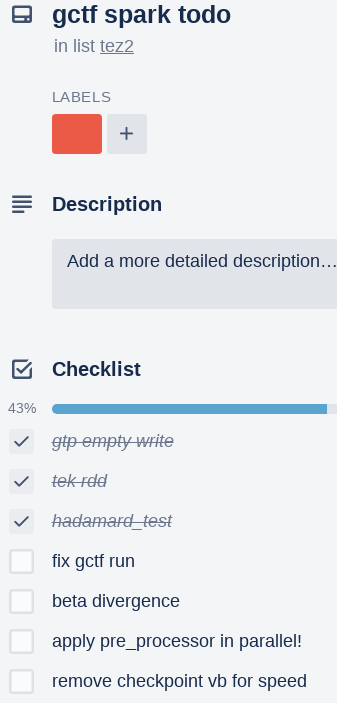 gctf spark todo
in list tez2
LABELS
+
Description
Add a more detailed description…
Checklist
43%
gtp empty write
tek rdd
hadamard_test
fix gctf run
beta divergence
apply pre_processor in parallel!
remove checkpoint vb for speed